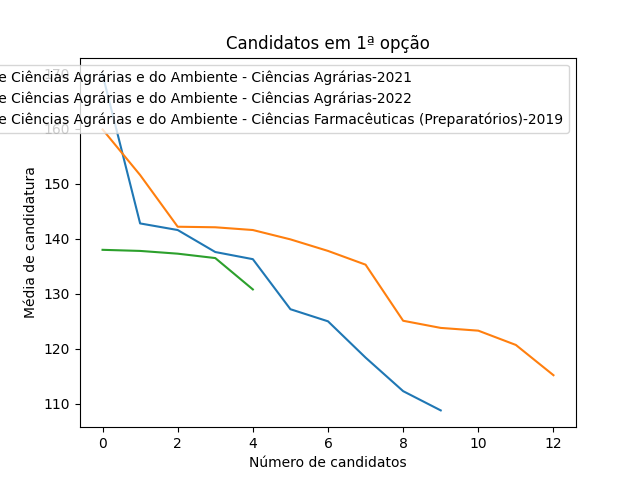 Candidatos em 1ª opção
e Ciências Agrárias e do Ambiente - Ciências Agrárias-2021
e Ciências Agrárias e do Ambiente - Ciências Agrárias-2022
e Ciências Agrárias e do Ambiente - Ciências Farmacêuticas (Preparatórios)-2019
170
160
150
140
130
120
110
Média de candidatura
0 2 4 6 8 10 12
Número de candidatos